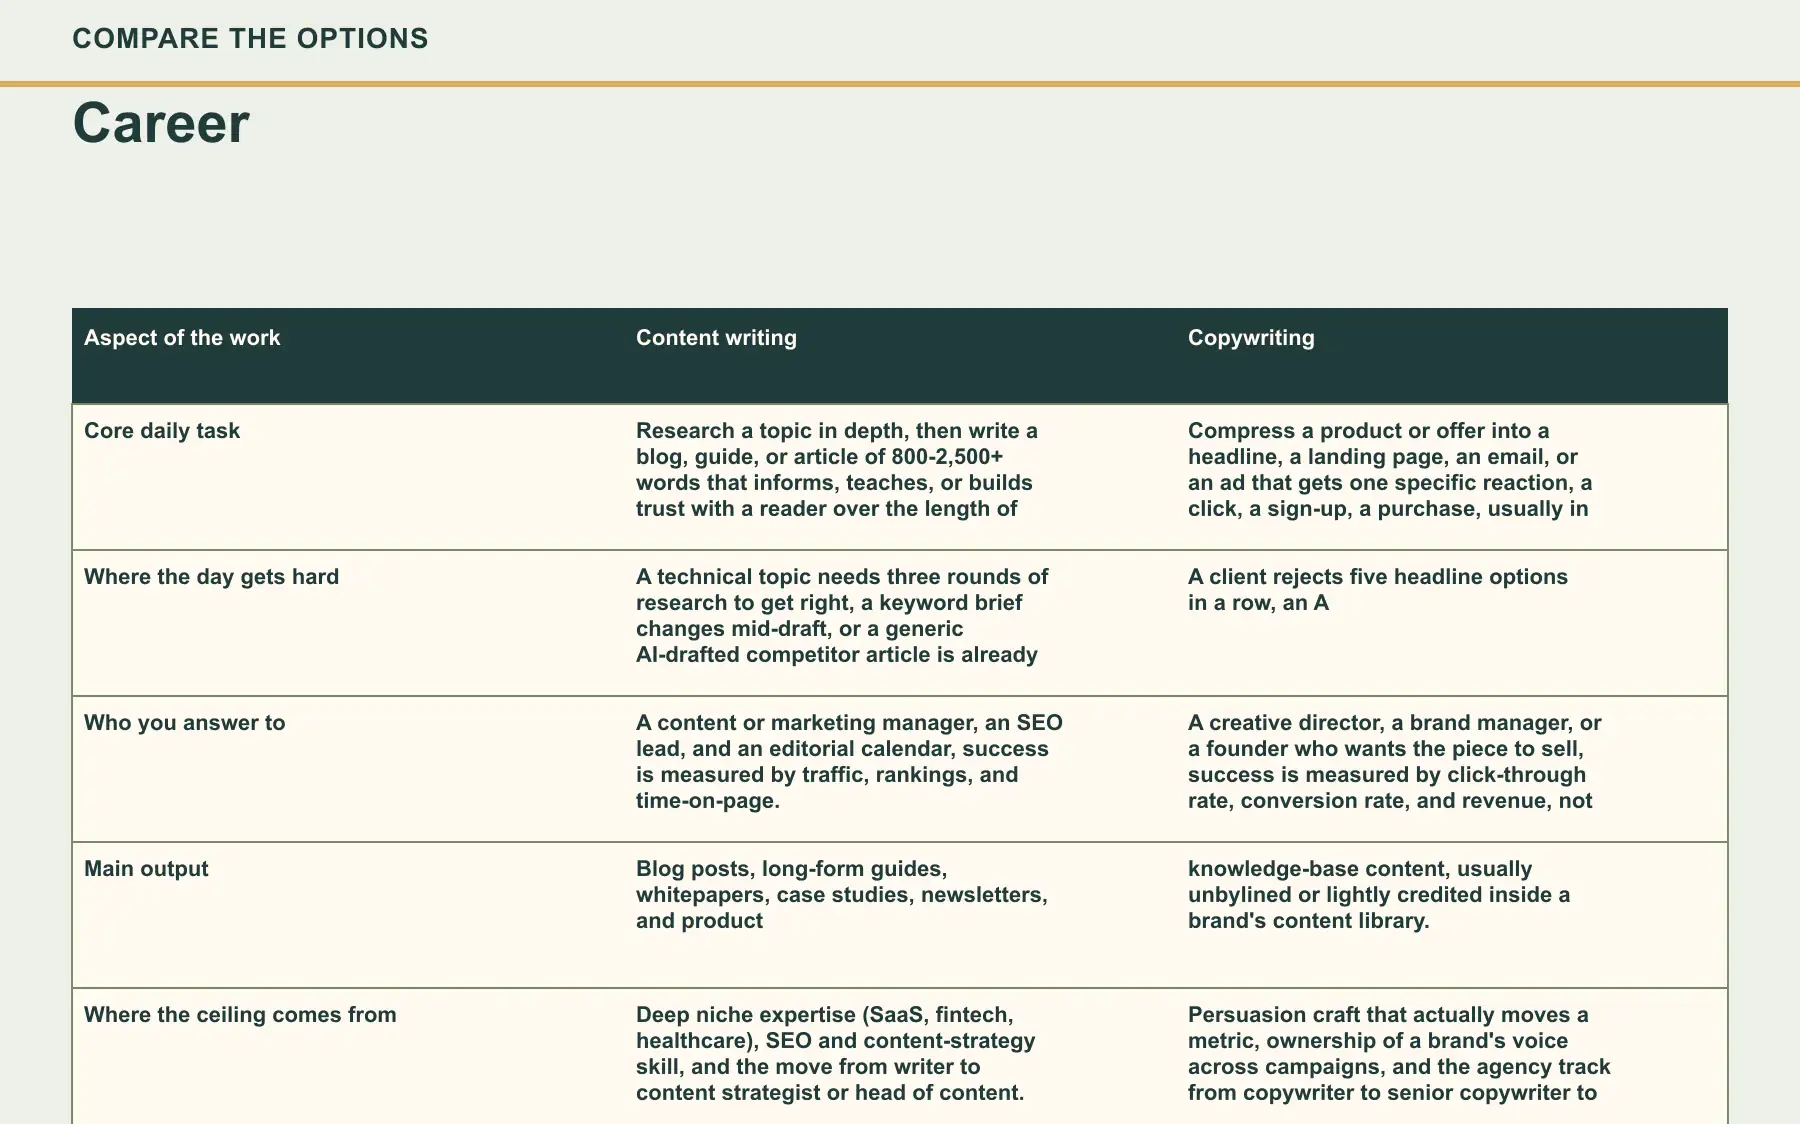 COMPARE THE OPTIONS
Career
Aspect of the work
Content writing
Copywriting
Core daily task
Research a topic in depth, then write a
blog, guide, or article of 800-2,500+
words that informs, teaches, or builds
trust with a reader over the length of
Compress a product or offer into a
headline, a landing page, an email, or
an ad that gets one specific reaction, a
click, a sign-up, a purchase, usually in
Where the day gets hard
A technical topic needs three rounds of
research to get right, a keyword brief
changes mid-draft, or a generic
AI-drafted competitor article is already
A client rejects five headline options
in a row, an A
Who you answer to
A content or marketing manager, an SEO
lead, and an editorial calendar, success
is measured by traffic, rankings, and
time-on-page.
A creative director, a brand manager, or
a founder who wants the piece to sell,
success is measured by click-through
rate, conversion rate, and revenue, not
Main output
Blog posts, long-form guides,
whitepapers, case studies, newsletters,
and product
knowledge-base content, usually
unbylined or lightly credited inside a
brand's content library.
Where the ceiling comes from
Deep niche expertise (SaaS, fintech,
healthcare), SEO and content-strategy
skill, and the move from writer to
content strategist or head of content.
Persuasion craft that actually moves a
metric, ownership of a brand's voice
across campaigns, and the agency track
from copywriter to senior copywriter to